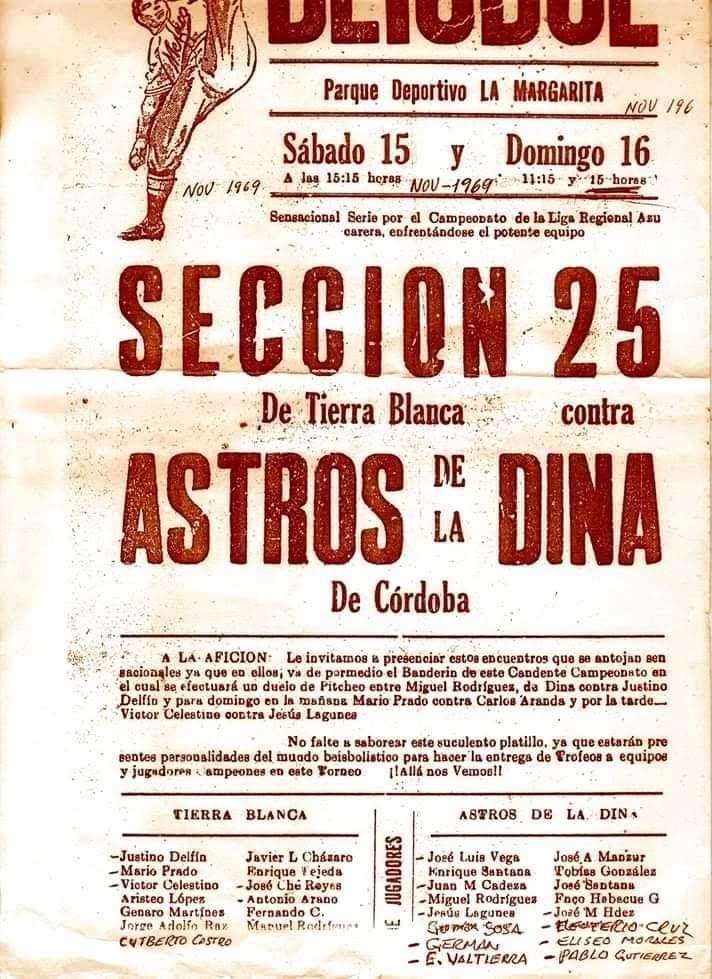 BEISBOL
Parque Deportivo LA MARGARITA
NOV 196
Sábado 15 y Domingo 16
A las 15:15 horas 11:15 y 15 horas
NOV 1969 NOV-1969
Sensacional Serie por el Campeonato de la Liga Regional Azu
carera, enfrentándose el potente equipo
SECCION 25
De Tierra Blanca contra
ASTROS DE LA DINA
De Córdoba
A LA AFICION Le invitamos a presenciar estos encuentros que se antojan sen
sacionales ya que en ellos, va de pormedio el Banderin de este Candente Campeonato en
el cual se efectuará un duelo de Pitcheo entre Miguel Rodríguez, de Dina contra Justino
Delfín y para domingo en la mañana Mario Prado contra Carlos Aranda y por la tarde
Victor Celestino contra Jesús Lagunes
No falte a saborear este suculento platillo, ya que estarán pre
sentes personalidades del mundo beisbolistico para hacer la entrega de Trofeos a equipos
y jugadores campeones en este Torneo ¡!Allá nos Vemos!!
TIERRA BLANCA
-Justino Delfín Javier L Cházaro
-Mario Prado Enrique Tejeda
-Victor Celestino -José Ché Reyes
Aristeo López -Antonio Arano
Genaro Martínez Fernando C.
Jorge Adolfo Manuel Rodríguez
CUTBERTO CASTRO
JUGADORES
ASTROS DE LA DINA
-José Luis Vega José A Manzur
Enrique Santana Tobías González
-Juan M Cadeza José Santana
-Miguel Rodríguez Habacue G
-Jesús Lagunes -José M Hdez
SOSA -ELEUTERIO CRUZ
-GERMAN -ELISEO MORALES
-E. VALTIERRA -PABLO GUTIERREZ